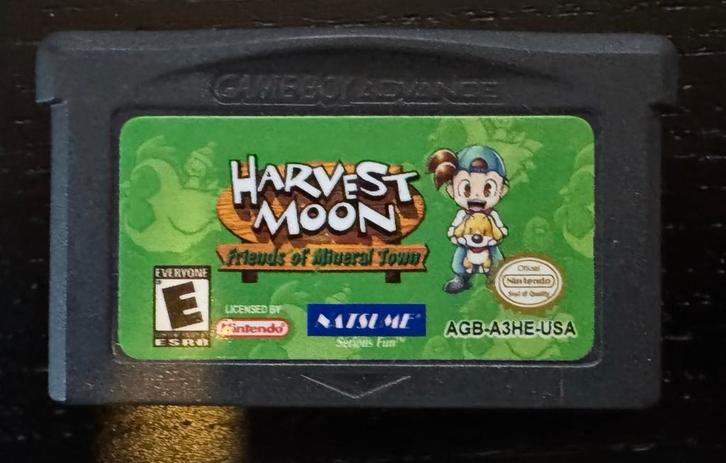 GAME BOY ADVANCE
HARVEST
MOON
Friends of Mineral Town
EVERYONE
E
ESRB
LICENSED BY
Nintendo
NATSUME
Serious Fun™
Official
Nintendo
Seal of Quality
AGB-A3HE-USA